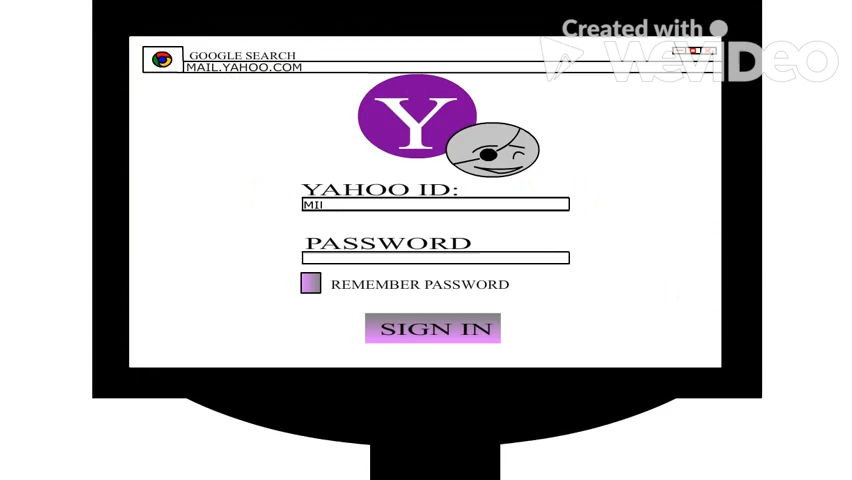 Created with
WEVIDEO
GOOGLE SEARCH
MAIL.YAHOO.COM
Y
YAHOO ID:
MII
PASSWORD
REMEMBER PASSWORD
SIGN IN